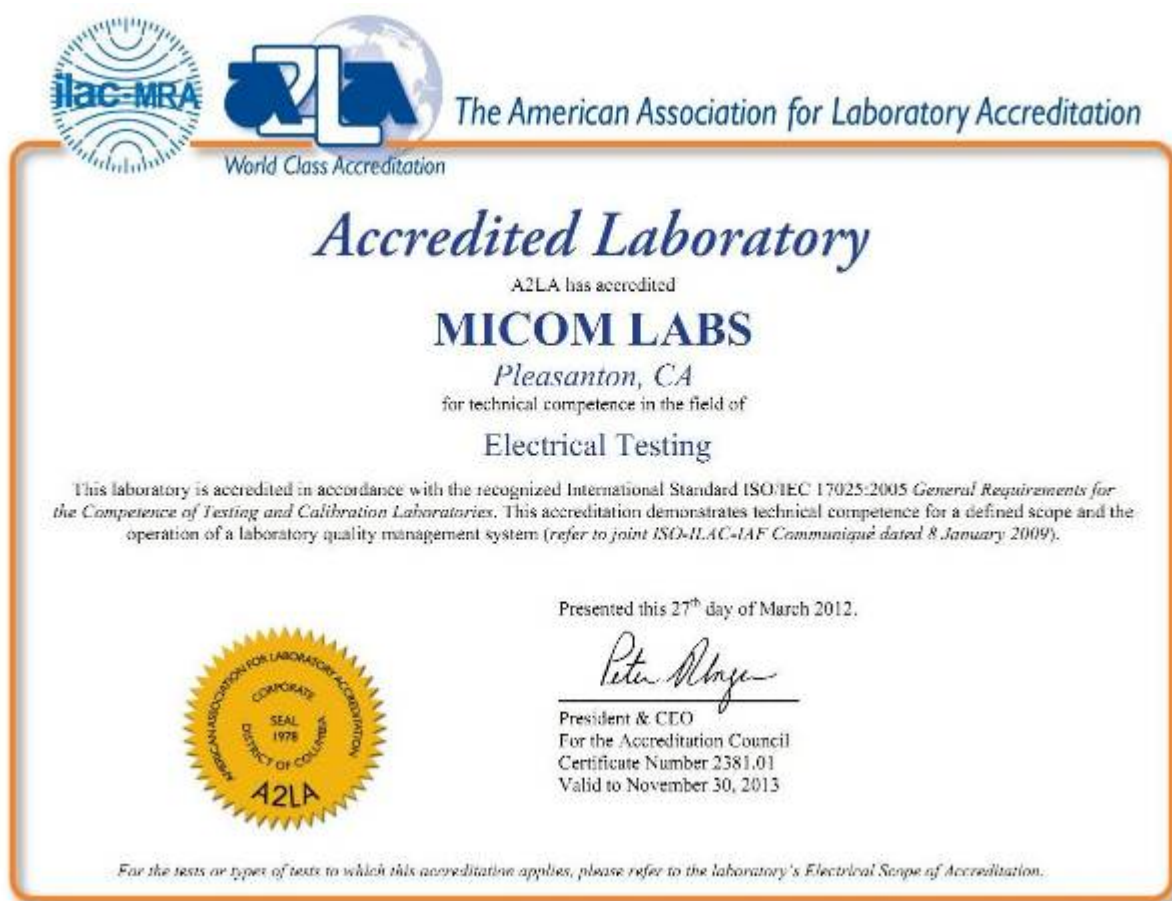 ilac-MRA
A2LA
World Class Accreditation
The American Association for Laboratory Accreditation
Accredited Laboratory
A2LA has accredited
MICOM LABS
Pleasanton, CA
for technical competence in the field of
Electrical Testing
This laboratory is accredited in accordance with the recognized International Standard ISO/IEC 17025:2005 General Requirements for
the Competence of Testing and Calibration Laboratories. This accreditation demonstrates technical competence for a defined scope and the
operation of a laboratory quality management system (refer to joint ISO-ILAC-IAF Communiqué dated 8 January 2009).
Presented this 27th day of March 2012.
Peter
President & CEO
For the Accreditation Council
Certificate Number 2381.01
Valid to November 30, 2013
AMERICAN ASSOCIATION FOR LABORATORY ACCREDITATION
CORPORATE
SEAL
1978
DISTRICT OF COLUMBIA
A2LA
For the tests or types of tests to which this accreditation applies, please refer to the laboratory's Electrical Scope of Accreditation.